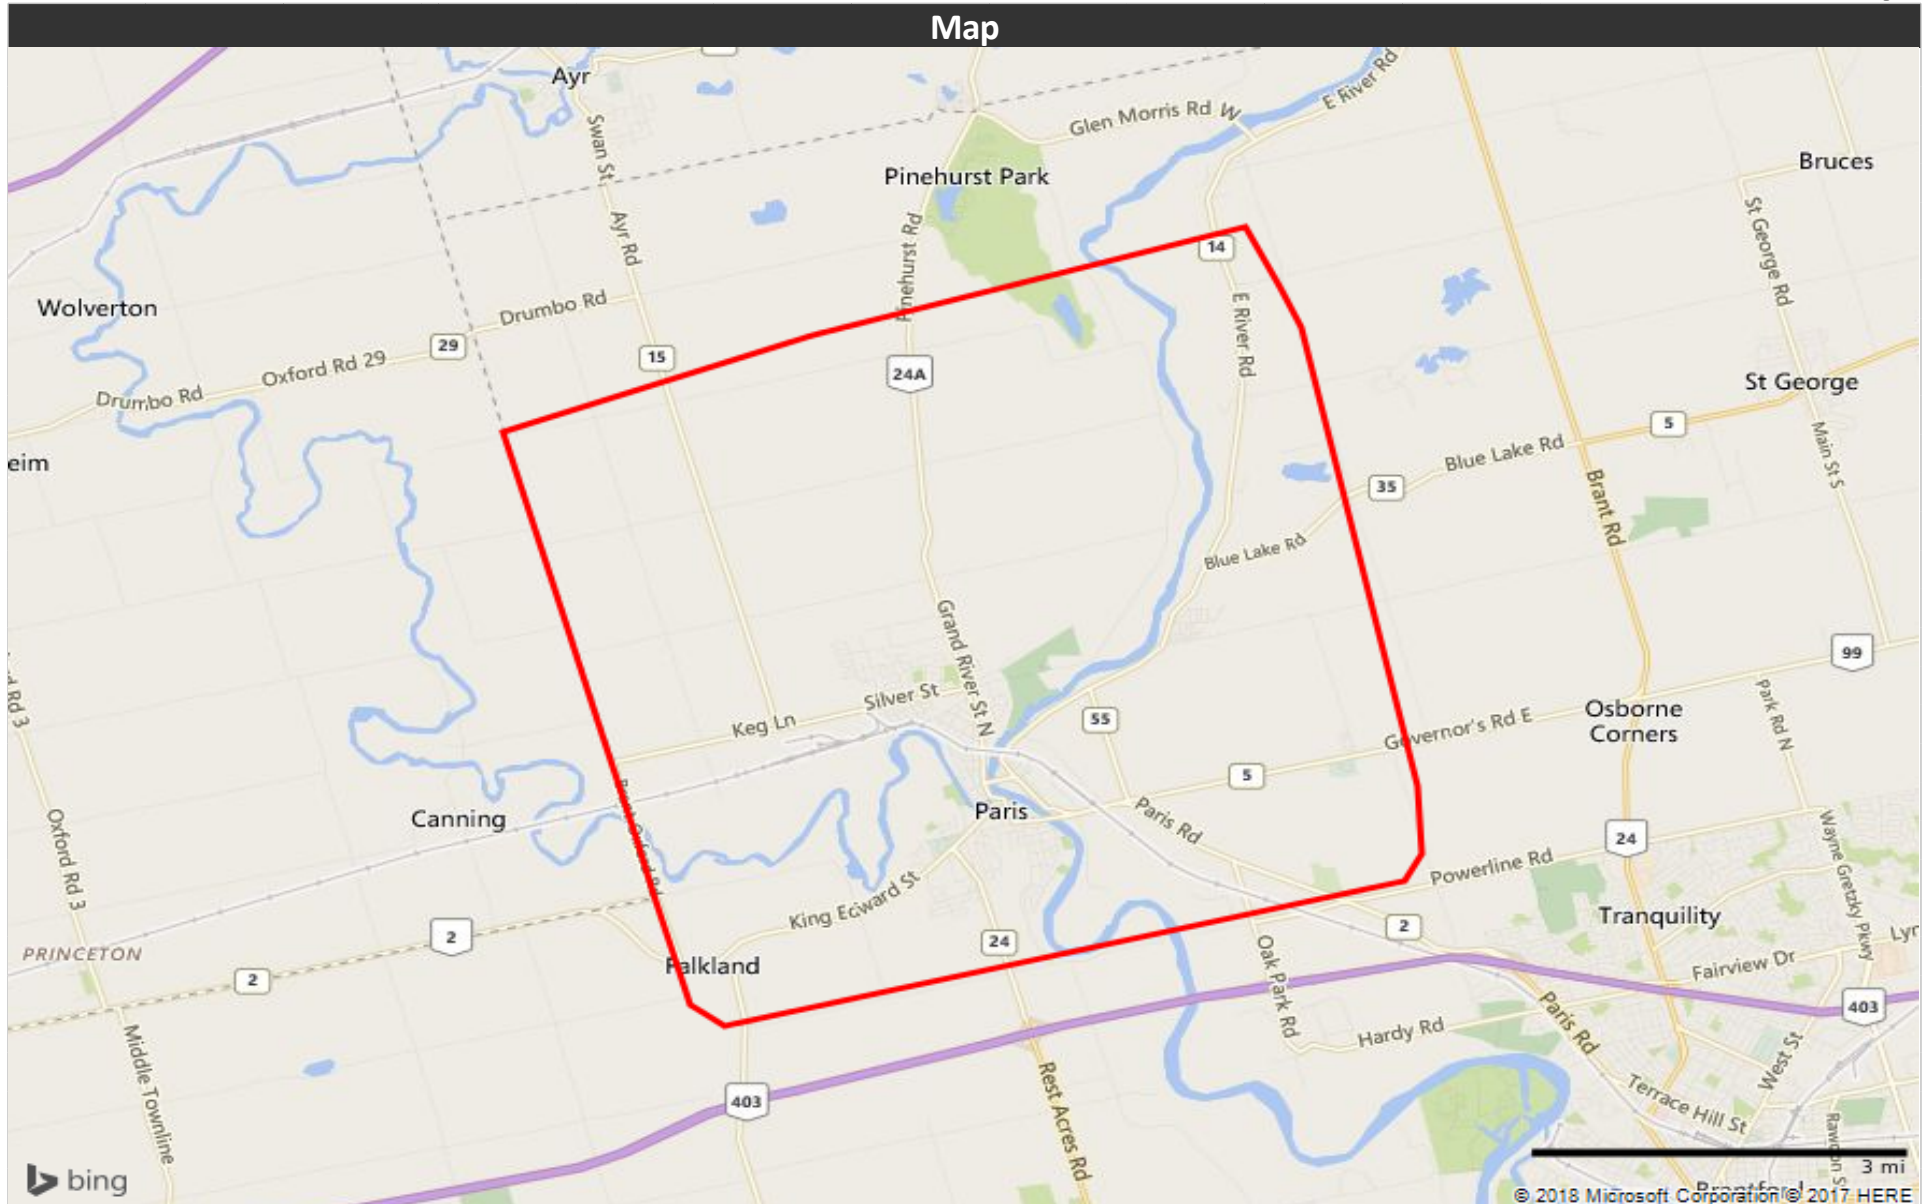 Map
Ayr
E River Rd
Glen Morris Rd W
Swan St
Bruces
Pinehurst Park
St George Rd
Ayr Rd
Pinehurst Rd
14
Wolverton
Drumbo Rd
E River Rd
29
15
Oxford Rd 29
24A
St George
Drumbo Rd
5
Main St S
Blue Lake Rd
eim
35
Brant Rd
Blue Lake Rd
Grand River St N
99
Silver St
Keg Ln
55
Park Rd N
Osborne
Corners
Governor's Rd E
5
Canning
Brant Oxford Rd
Paris
Paris Rd
Oxford Rd 3
24
Wayne Gretzky Pkwy
Powerline Rd
King Edward St
Tranquility
2
24
2
Lyn
PRINCETON
Falkland
Oak Park Rd
Fairview Dr
2
403
Paris Rd
Hardy Rd
Middle Townline
West St
Rest Acres Rd
403
Terrace Hill St
3 mi
bing
Brantford
© 2018 Microsoft Corporation © 2017 HERE